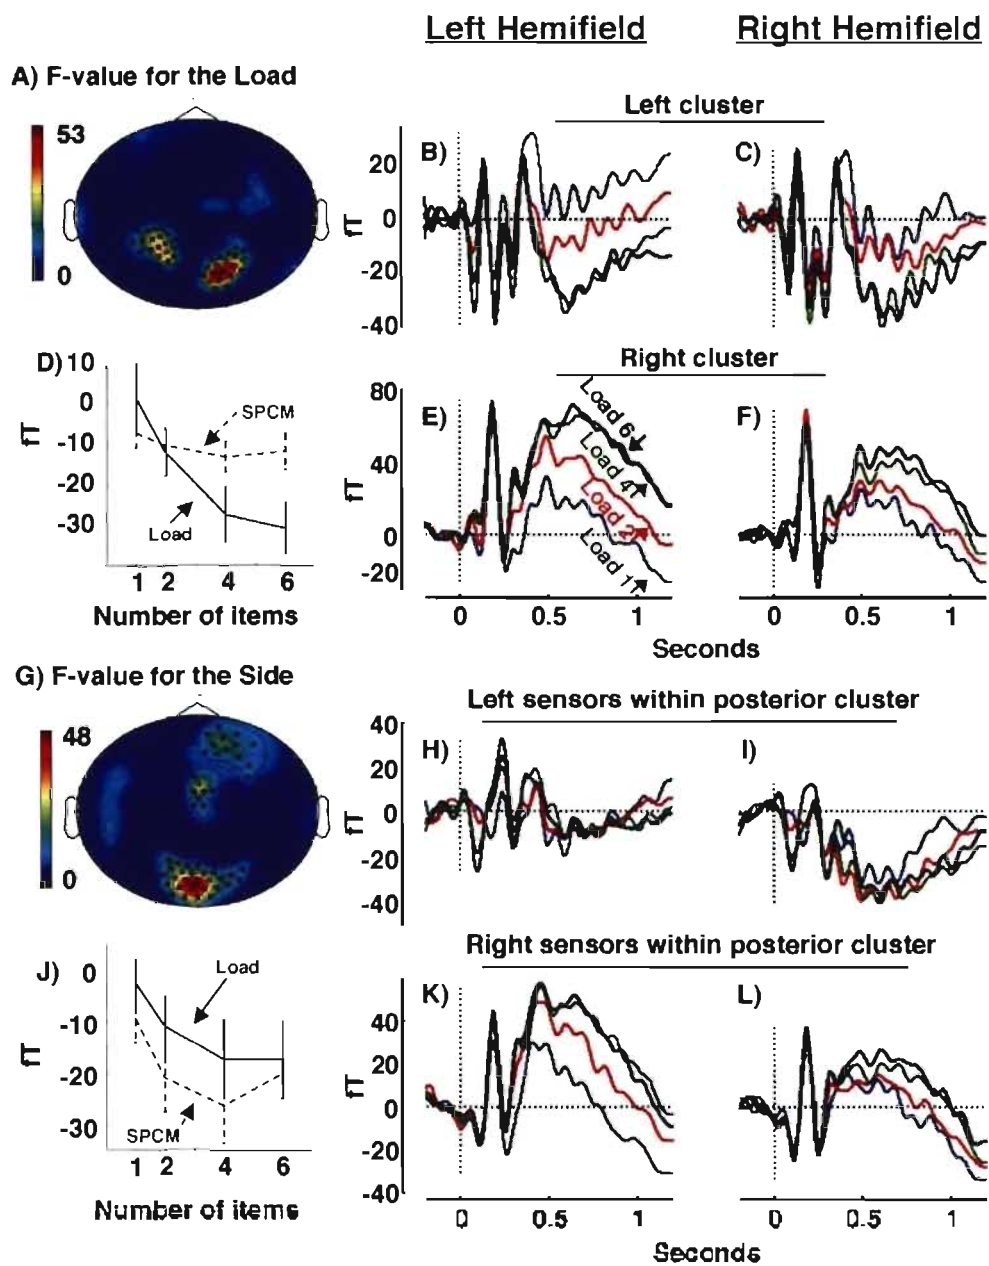 Left Hemifield
Right Hemifield
A) F-value for the Load
53
0
Left cluster
B)
C)
20
0
-20
-40
fT
Right cluster
D)
10
0
-10
-20
-30
fT
SPCM
Load
1 2 4 6
Number of items
E)
F)
80
40
0
-20
fT
Load 6
Load 4
Load 2
Load 1
0 0.5 1
0 0.5 1
Seconds
G) F-value for the Side
48
0
Left sensors within posterior cluster
H)
I)
40
20
0
-20
-40
fT
Right sensors within posterior cluster
J)
0
-10
-20
-30
fT
Load
SPCM
1 2 4 6
Number of items
K)
L)
40
20
0
-20
-40
fT
0 0.5 1
0 0.5 1
Seconds